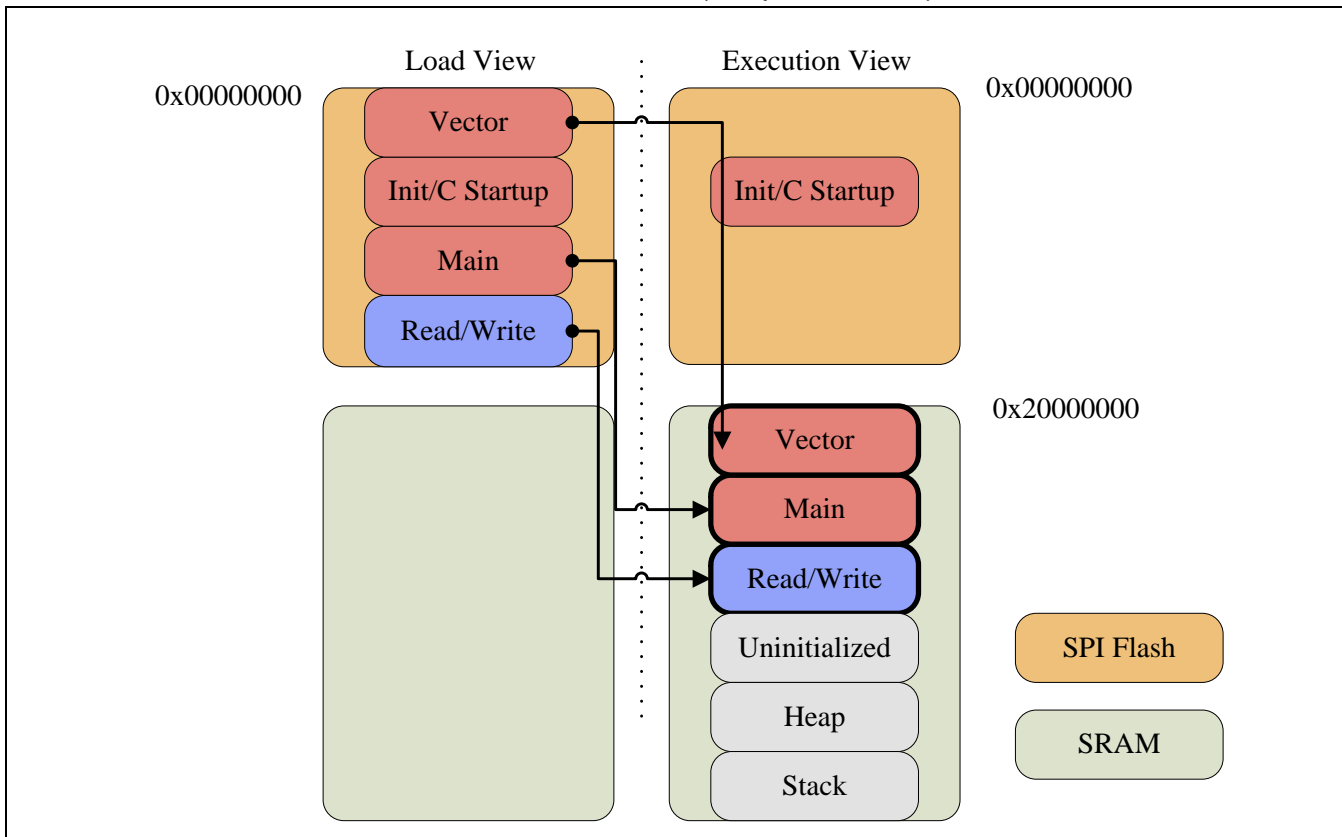 Load View
Execution View
0x00000000
0x00000000
Vector
Init/C Startup
Init/C Startup
Main
Read/Write
0x20000000
Vector
Main
Read/Write
Uninitialized
SPI Flash
Heap
SRAM
Stack